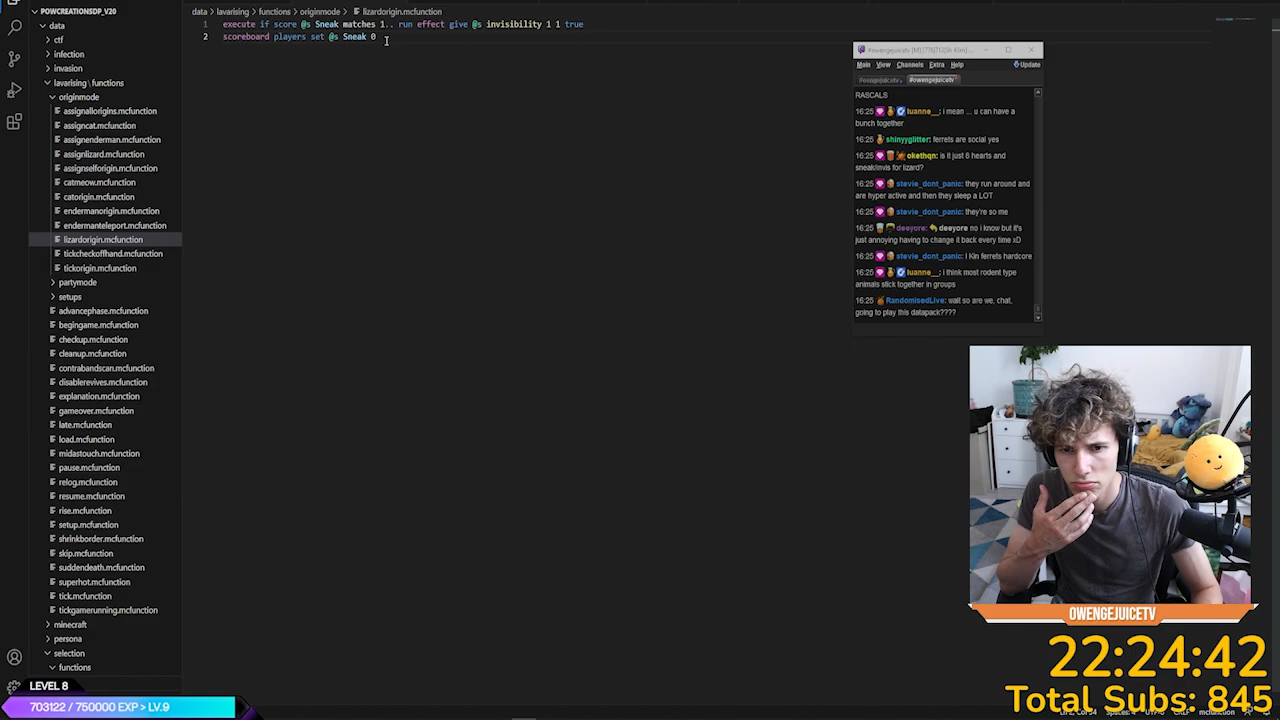 POWCREATIONSDP_V20
data
ctf
infection
invasion
lavarising \ functions
originmode
assignallorigins.mcfunction
assigncat.mcfunction
assignenderman.mcfunction
assignlizard.mcfunction
assignselforigin.mcfunction
catmeow.mcfunction
catorigin.mcfunction
endermanorigin.mcfunction
endermanteleport.mcfunction
lizardorigin.mcfunction
tickcheckoffhand.mcfunction
tickorigin.mcfunction
partymode
setups
advancephase.mcfunction
begingame.mcfunction
checkup.mcfunction
cleanup.mcfunction
contrabandscan.mcfunction
disablerevives.mcfunction
explanation.mcfunction
gameover.mcfunction
late.mcfunction
load.mcfunction
midastouch.mcfunction
pause.mcfunction
relog.mcfunction
resume.mcfunction
rise.mcfunction
setup.mcfunction
shrinkborder.mcfunction
skip.mcfunction
suddendeath.mcfunction
superhot.mcfunction
tick.mcfunction
tickgamerunning.mcfunction
minecraft
persona
selection
functions
data > lavarising > functions > originmode > lizardorigin.mcfunction
1 execute if score @s Sneak matches 1.. run effect give @s invisibility 1 1 true
2 scoreboard players set @s Sneak 0
Main View Channels Extra Help Update
#owengejuicetv
RASCALS
16:25 luanne__: i mean ... u can have a
bunch together
16:25 shinyyglitter: ferrets are social yes
16:25 okethqn: is it just 8 hearts and
sneak/invis for lizard?
16:25 stevie_dont_panic: they run around and
are hyper active and then they sleep a LOT
16:25 stevie_dont_panic: they're so me
16:25 deeyore: deeyore no i know but it's
just annoying having to change it back every time xD
16:25 stevie_dont_panic: I Kin ferrets hardcore
16:25 luanne__: i think most rodent type
animals stick together in groups
16:25 RandomisedLive: wait so are we, chat,
going to play this datapack????
OWENGEJUICETV
22:24:42
Total Subs: 845
LEVEL 8
703122 / 750000 EXP > LV.9